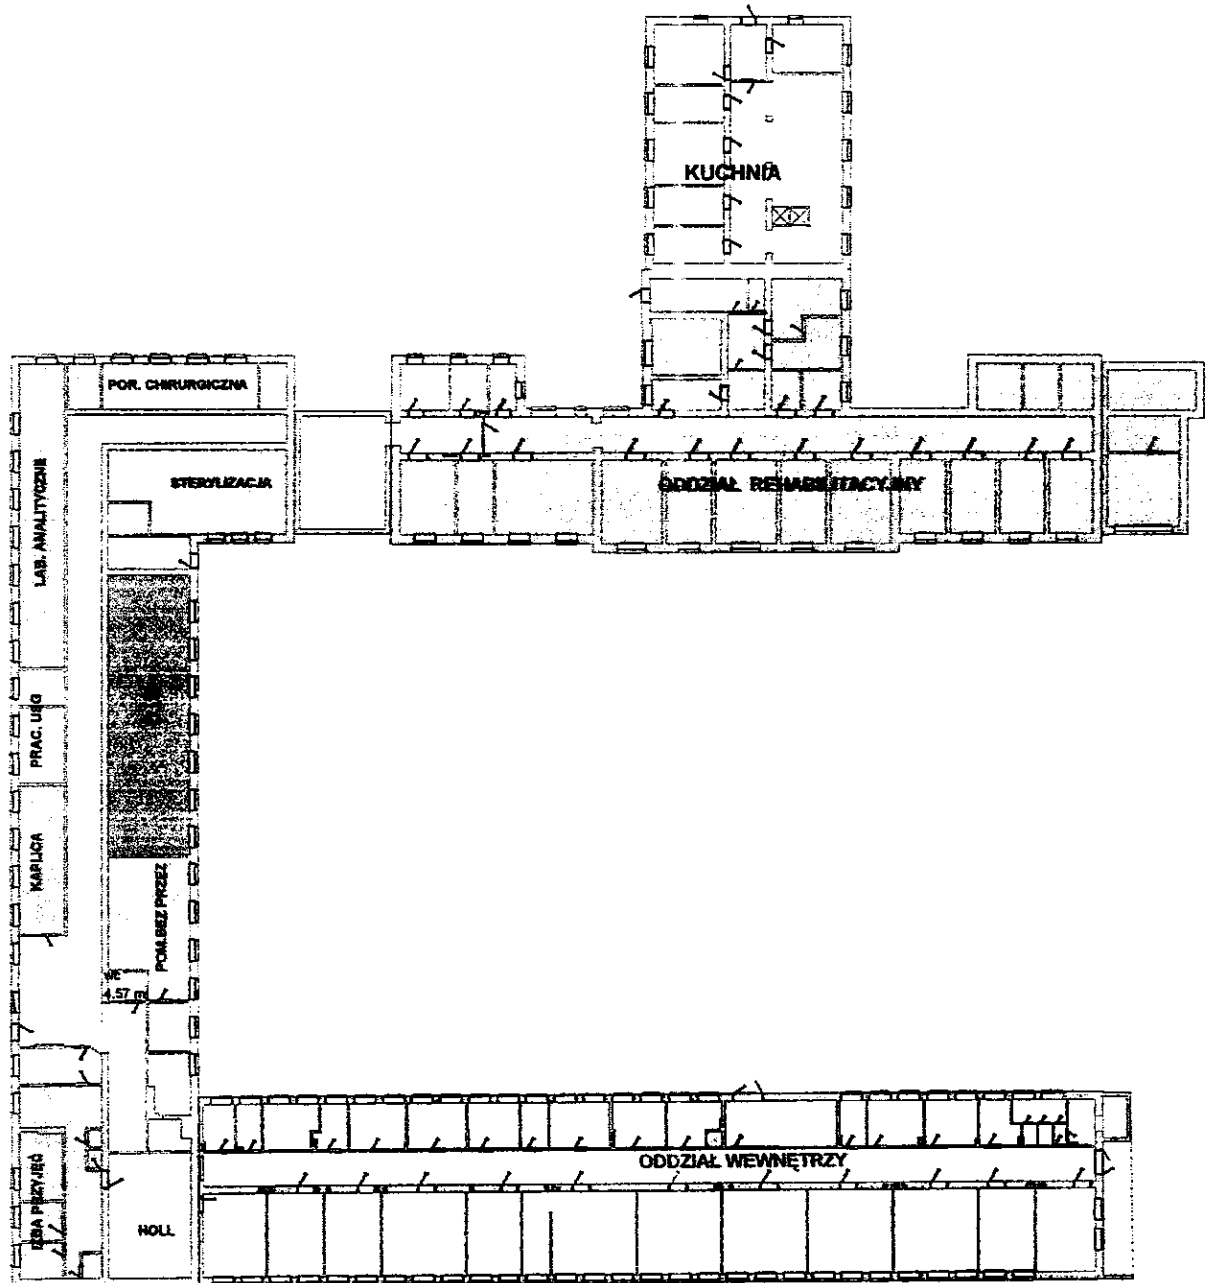 KUCHNIA
POR. CHIRURGICZNA
STERYLIZACJA
ODDZIAŁ REHABILITACYJNY
LAB. ANALITYCZNE
PRAC. USG
KAPLICA
POM.BEZ PRZEZ
4.57 m
ODDZIAŁ WEWNĘTRZY
IZBA PRZYJĘĆ
HOLL